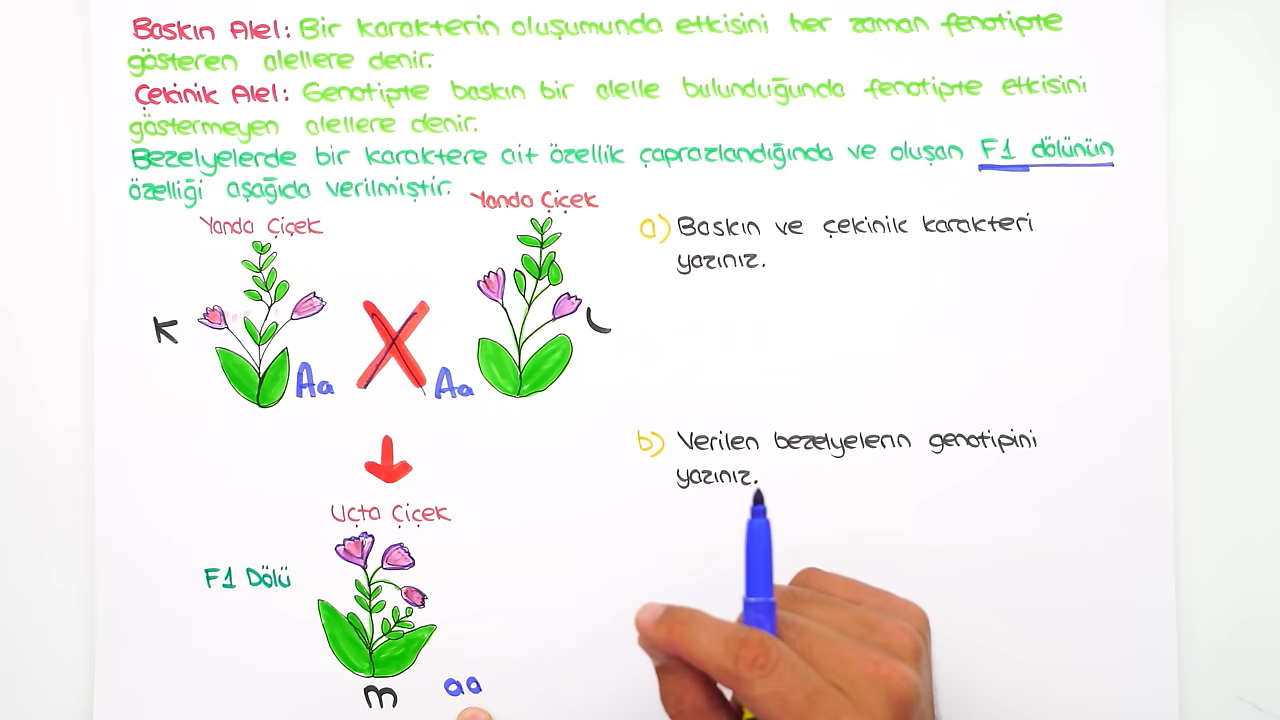 Baskın Alel: Bir karakterin oluşumunda etkisini her zaman fenotipte
gösteren alellere denir.
Çekinik Alel: Genotipte baskın bir alelle bulunduğunda fenotipte etkisini
göstermeyen alellere denir.
Bezelyelerde bir karaktere ait özellik çaprazlandığında ve oluşan F1 dölünün
özelliği aşağıda verilmiştir.
Yanda Çiçek
Yanda Çiçek
K
L
Aa
Aa
Uçta Çiçek
F1 Dölü
m
aa
a) Baskın ve çekinik karakteri
yazınız.
b) Verilen bezelyelerin genotipini
yazınız.